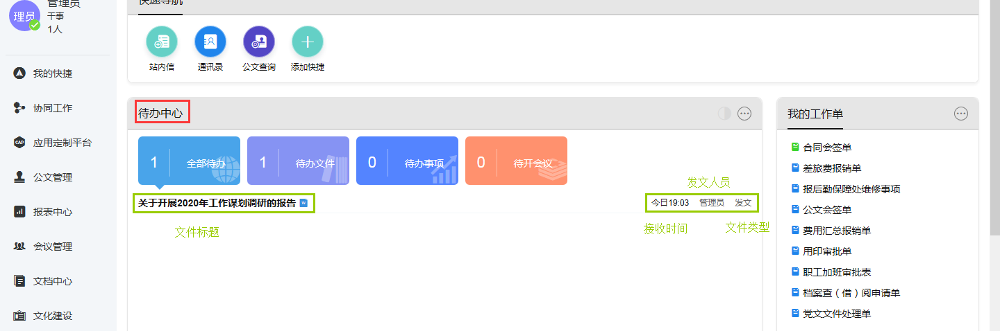 管理员
理员
干事
1人
我的快捷
协同工作
CAP
应用定制平台
公文管理
报表中心
会议管理
文档中心
文化建设
快速导航
站内信
通讯录
公文查询
添加快捷
待办中心
1 全部待办
1 待办文件
0 待办事项
0 待开会议
发文人员
关于开展2020年工作谋划调研的报告 W
今日19:03 管理员 发文
文件标题
接收时间
文件类型
我的工作单
合同会签单
差旅费报销单
报后勤保障处维修事项
公文会签单
费用汇总报销单
用印审批单
职工加班审批表
档案查（借）阅申请单
党文文件处理单